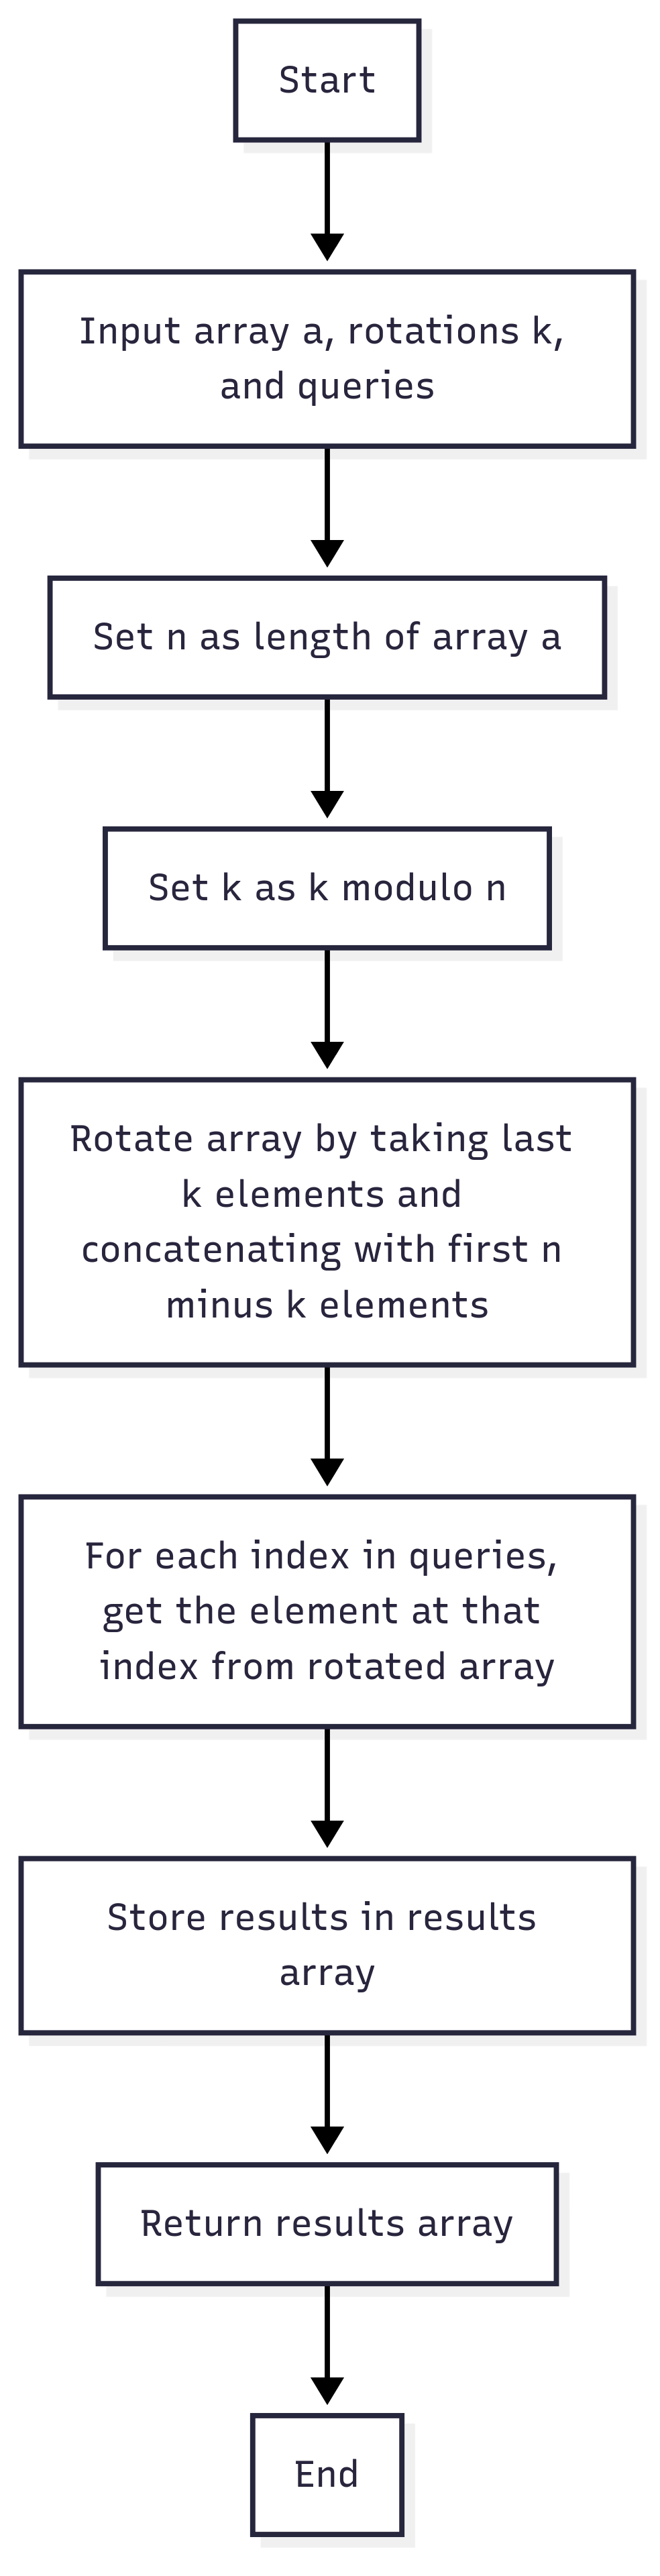 Start
Input array a, rotations k,
and queries
Set n as length of array a
Set k as k modulo n
Rotate array by taking last
k elements and
concatenating with first n
minus k elements
For each index in queries,
get the element at that
index from rotated array
Store results in results
array
Return results array
End